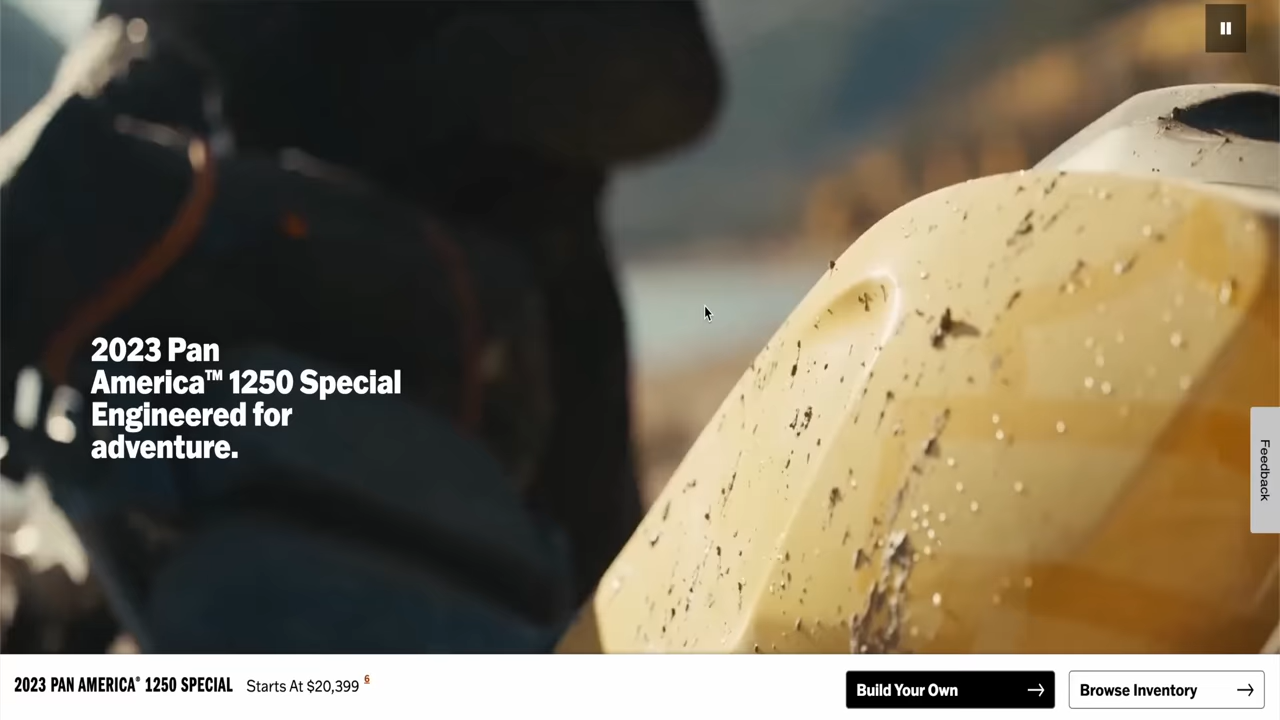 2023 Pan
America™ 1250 Special
Engineered for
adventure.
Feedback
2023 PAN AMERICA® 1250 SPECIAL Starts At $20,399 6
Build Your Own → Browse Inventory →